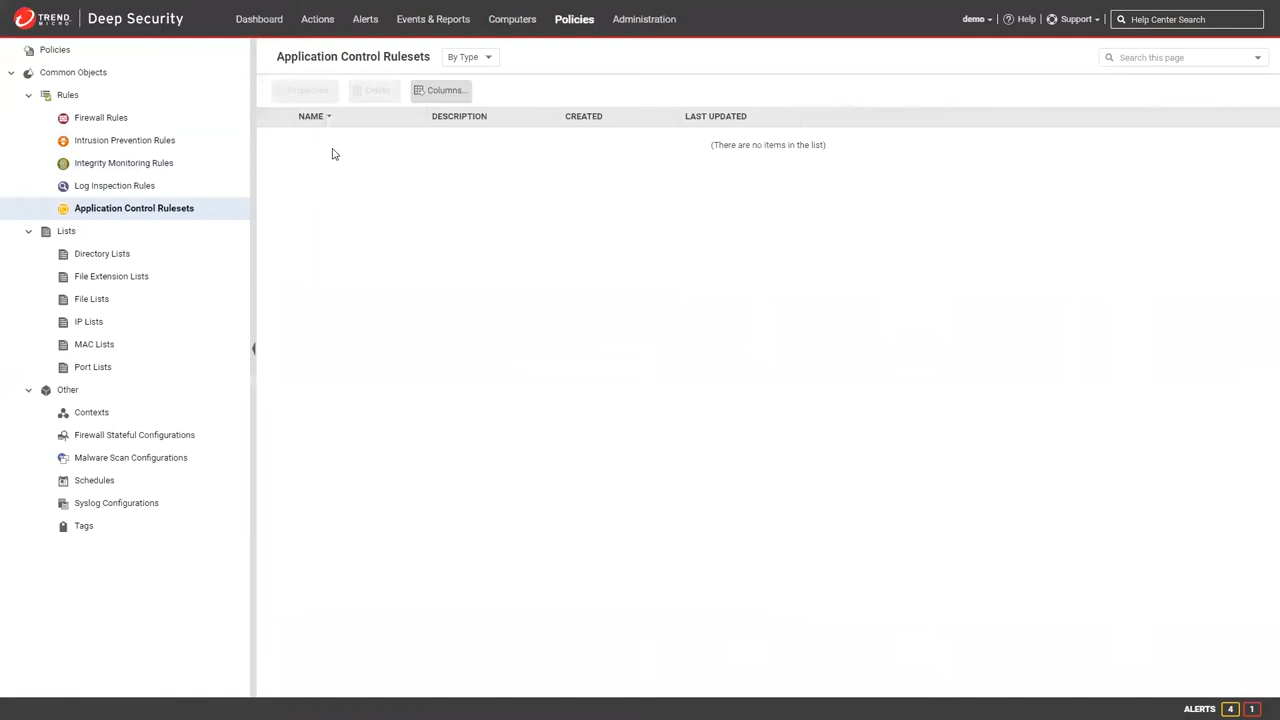 TREND MICRO Deep Security Dashboard Actions Alerts Events & Reports Computers Policies Administration demo Help Support Help Center Search
Policies
Common Objects
Rules
Firewall Rules
Intrusion Prevention Rules
Integrity Monitoring Rules
Log Inspection Rules
Application Control Rulesets
Lists
Directory Lists
File Extension Lists
File Lists
IP Lists
MAC Lists
Port Lists
Other
Contexts
Firewall Stateful Configurations
Malware Scan Configurations
Schedules
Syslog Configurations
Tags
Application Control Rulesets By Type Search this page
Properties... Delete... Columns...
NAME DESCRIPTION CREATED LAST UPDATED
(There are no items in the list)
ALERTS 4 1